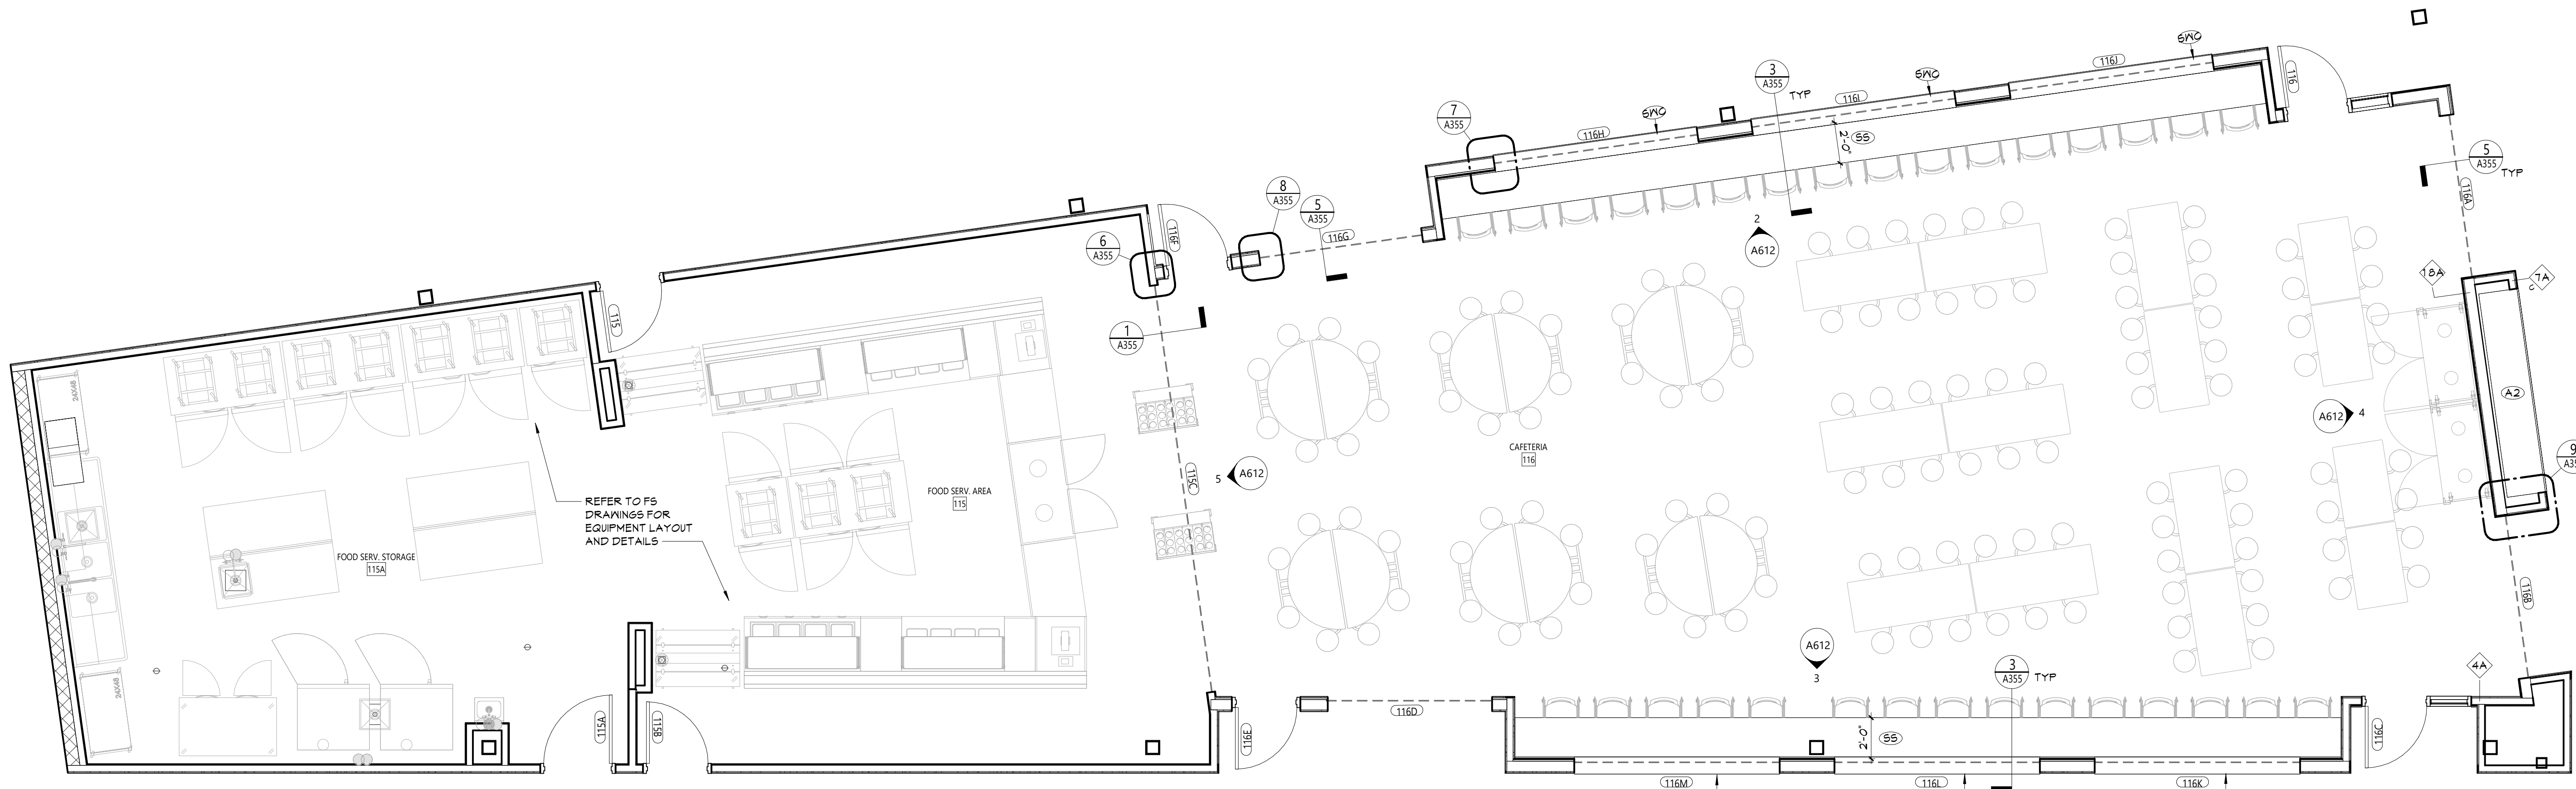 SMO
116J
116
3
A355
TYP
SMO
116I
SMO
7
A355
116H
2'-0"
SS
5
A355
TYP
116A
8
A355
5
A355
116G
2
A612
6
A355
116F
18A
7A
C
115
1
A355
24X48
A2
A612
4
9
5
A612
115C
CAFETERIA
116
FOOD SERV. AREA
115
REFER TO FS
DRAWINGS FOR
EQUIPMENT LAYOUT
AND DETAILS
FOOD SERV. STORAGE
115A
116B
A612
3
3
A355
TYP
4A
24X48
115A
115B
116E
116D
2'-0"
SS
116C
116M
116L
116K